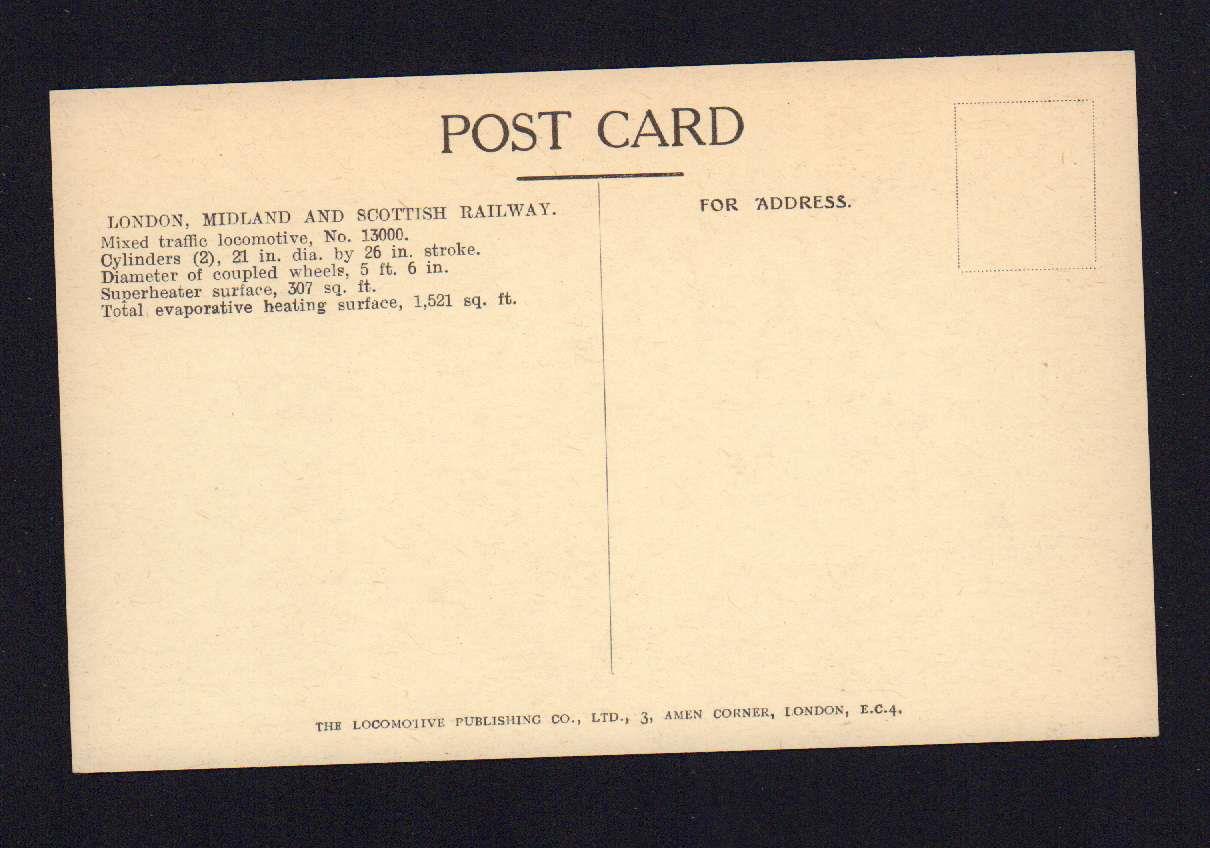 POST CARD
LONDON, MIDLAND AND SCOTTISH RAILWAY.
Mixed traffic locomotive, No. 13000.
Cylinders (2), 21 in. dia. by 26 in. stroke.
Diameter of coupled wheels, 5 ft. 6 in.
Superheater surface, 307 sq. ft.
Total evaporative heating surface, 1,521 sq. ft.
FOR ADDRESS.
THE LOCOMOTIVE PUBLISHING CO., LTD., 3, AMEN CORNER, LONDON, E.C.4.